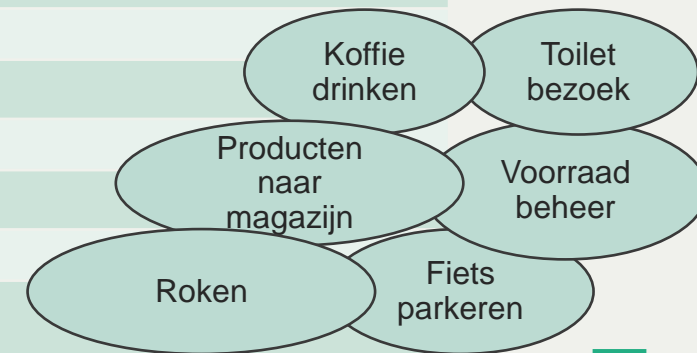 Koffie
drinken
Toilet
bezoek
Producten
naar
magazijn
Voorraad
beheer
Roken
Fiets
parkeren